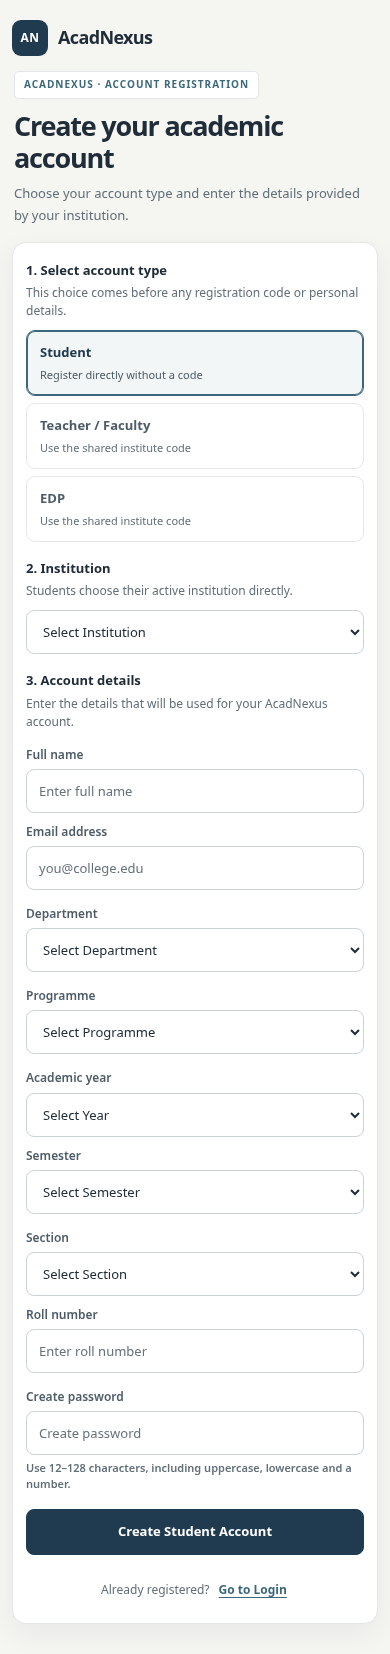 AN AcadNexus
ACADNEXUS · ACCOUNT REGISTRATION
Create your academic
account
Choose your account type and enter the details provided
by your institution.
1. Select account type
This choice comes before any registration code or personal
details.
Student
Register directly without a code
Teacher / Faculty
Use the shared institute code
EDP
Use the shared institute code
2. Institution
Students choose their active institution directly.
Select Institution
3. Account details
Enter the details that will be used for your AcadNexus
account.
Full name
Enter full name
Email address
you@college.edu
Department
Select Department
Programme
Select Programme
Academic year
Select Year
Semester
Select Semester
Section
Select Section
Roll number
Enter roll number
Create password
Create password
Use 12–128 characters, including uppercase, lowercase and a
number.
Create Student Account
Already registered? Go to Login